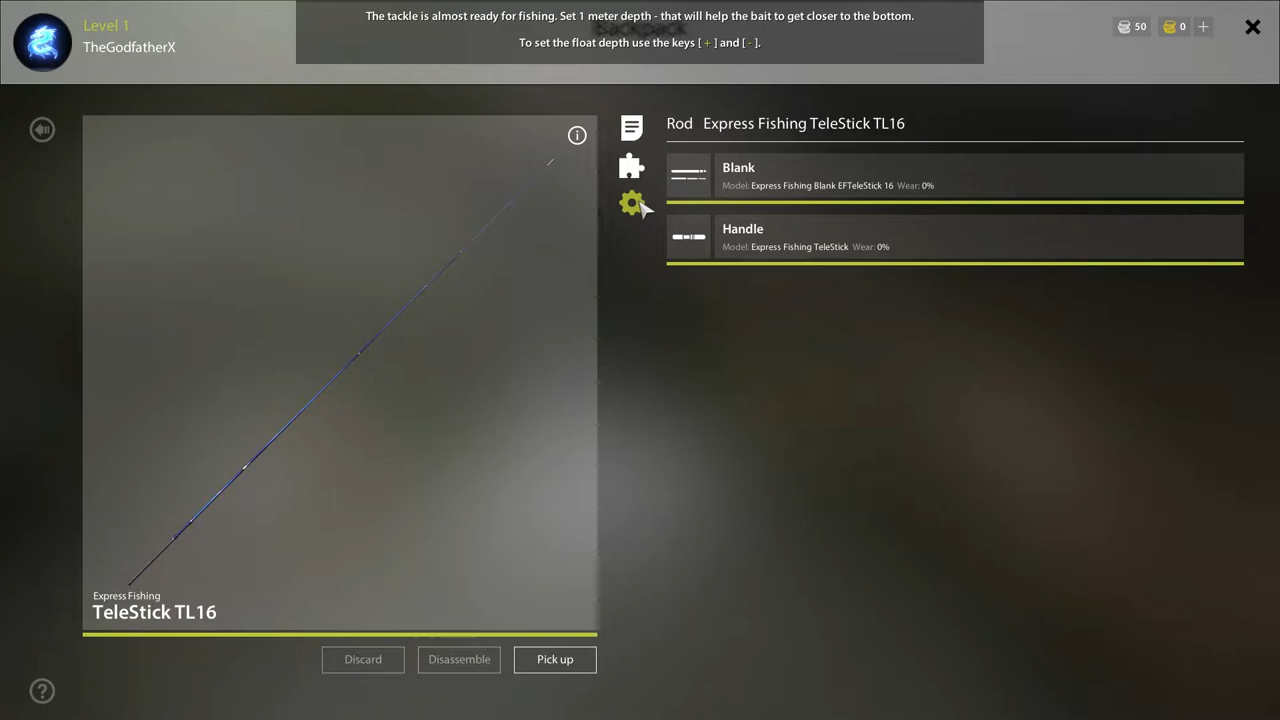 Level 1
TheGodfatherX
The tackle is almost ready for fishing. Set 1 meter depth - that will help the bait to get closer to the bottom.
To set the float depth use the keys [ + ] and [ - ].
Backpack
50
0
Rod Express Fishing TeleStick TL16
Blank
Model: Express Fishing Blank EFTeleStick 16 Wear: 0%
Handle
Model: Express Fishing TeleStick Wear: 0%
Express Fishing
TeleStick TL16
Discard
Disassemble
Pick up